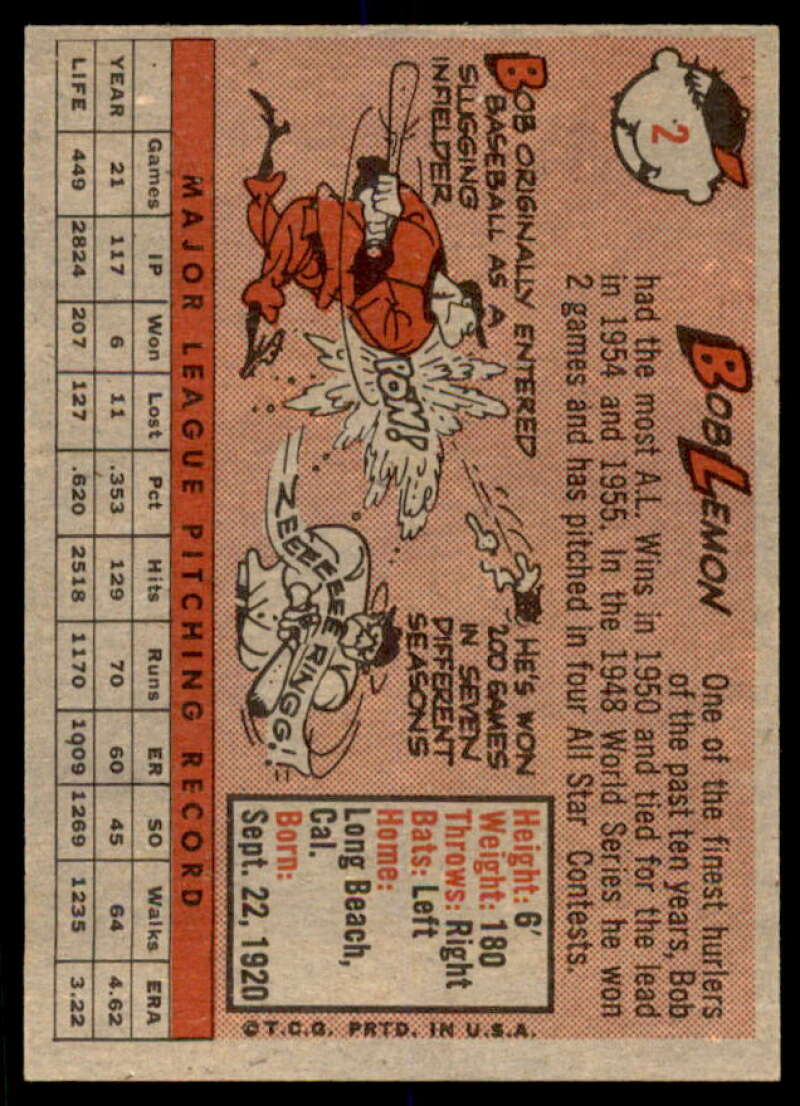 2
BOB LEMON
One of the finest hurlers
of the past ten years, Bob
had the most A.L. Wins in 1950 and tied for the lead
in 1954 and 1955. In the 1948 World Series he won
2 games and has pitched in four All Star Contests.
BOB ORIGINALLY ENTERED
BASEBALL AS A
SLUGGING
INFIELDER
POW!
HE'S WON
200 GAMES
IN SEVEN
DIFFERENT
SEASONS
ZEEEEEEE RINGG!
Height: 6'
Weight: 180
Throws: Right
Bats: Left
Home:
Long Beach,
Cal.
Born:
Sept. 22, 1920
©T.C.G. PRTD. IN U.S.A.
MAJOR LEAGUE PITCHING RECORD
Games IP Won Lost Pct Hits Runs ER SO Walks ERA
YEAR 21 117 6 11 .353 129 70 60 45 64 4.62
LIFE 449 2824 207 127 .620 2518 1170 1009 1269 1235 3.22